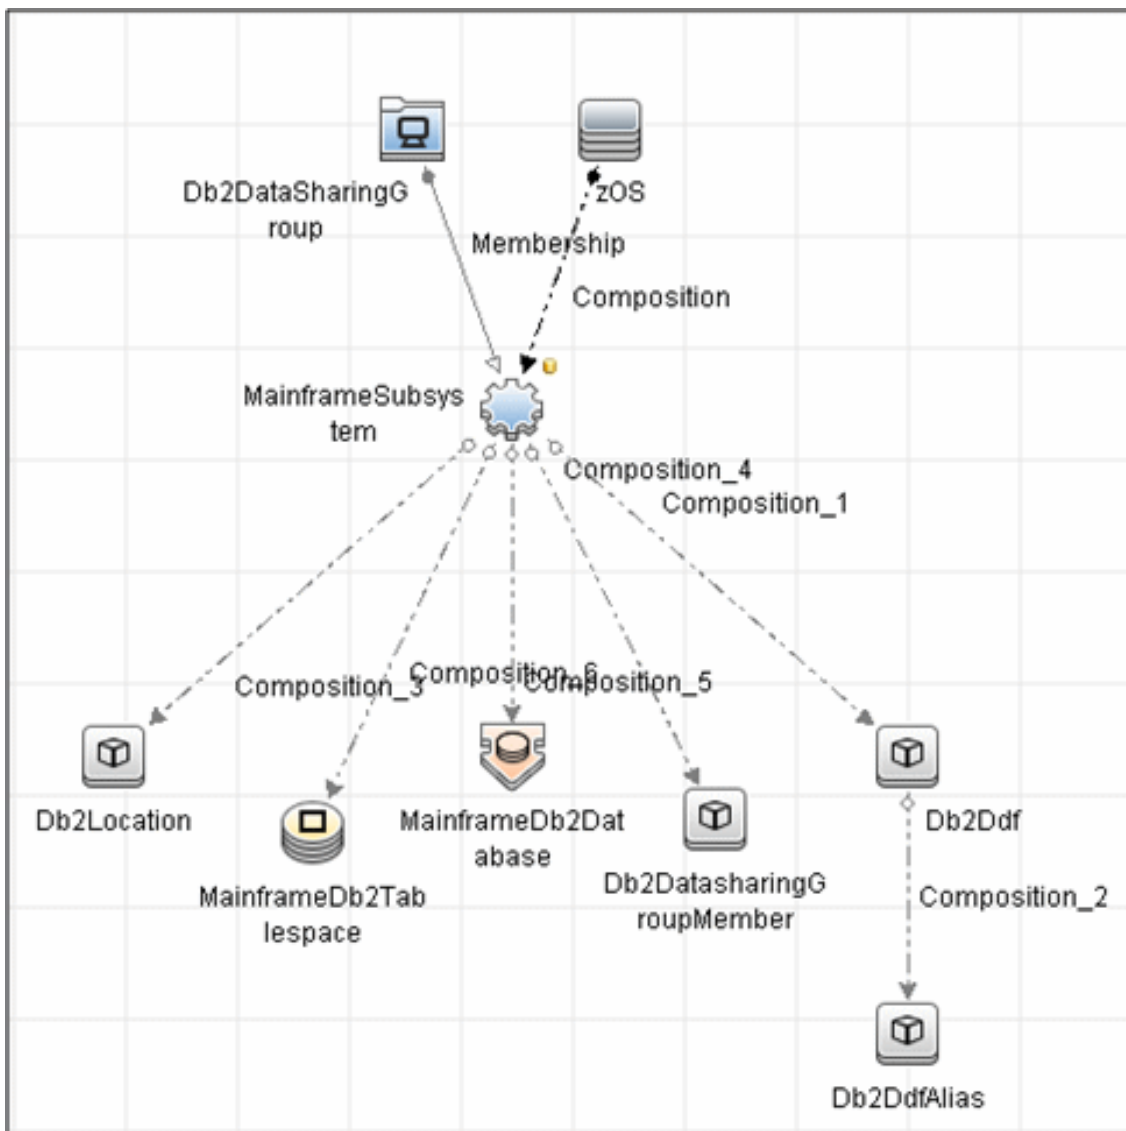 Db2DataSharingG
roup
zOS
Membership
Composition
MainframeSubsys
tem
Composition_4
Composition_1
Composition_3
Composition_6
Composition_5
Db2Location
MainframeDb2Tab
lespace
MainframeDb2Dat
abase
Db2DatasharingG
roupMember
Db2Ddf
Composition_2
Db2DdfAlias